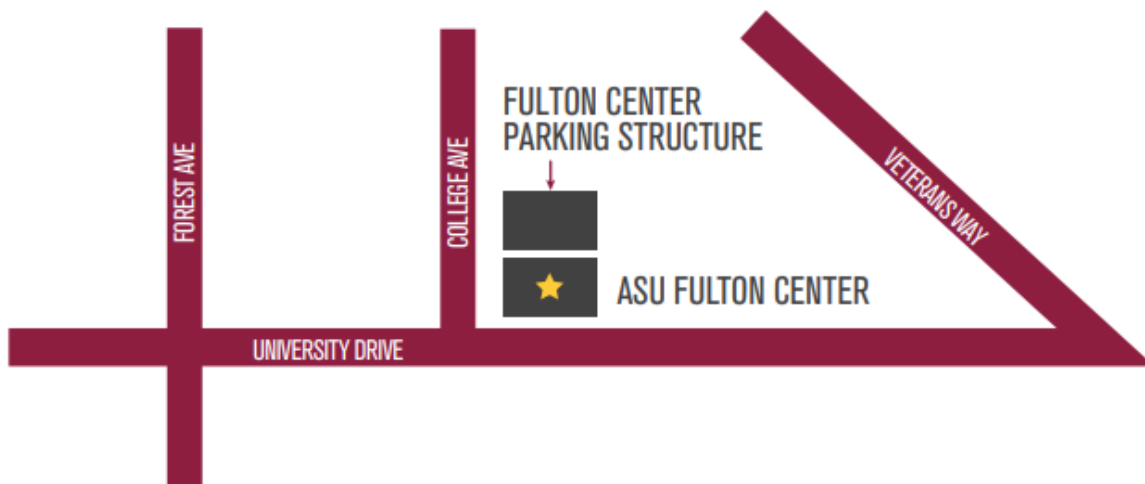 FULTON CENTER
PARKING STRUCTURE
FOREST AVE
COLLEGE AVE
VETERANS WAY
ASU FULTON CENTER
UNIVERSITY DRIVE